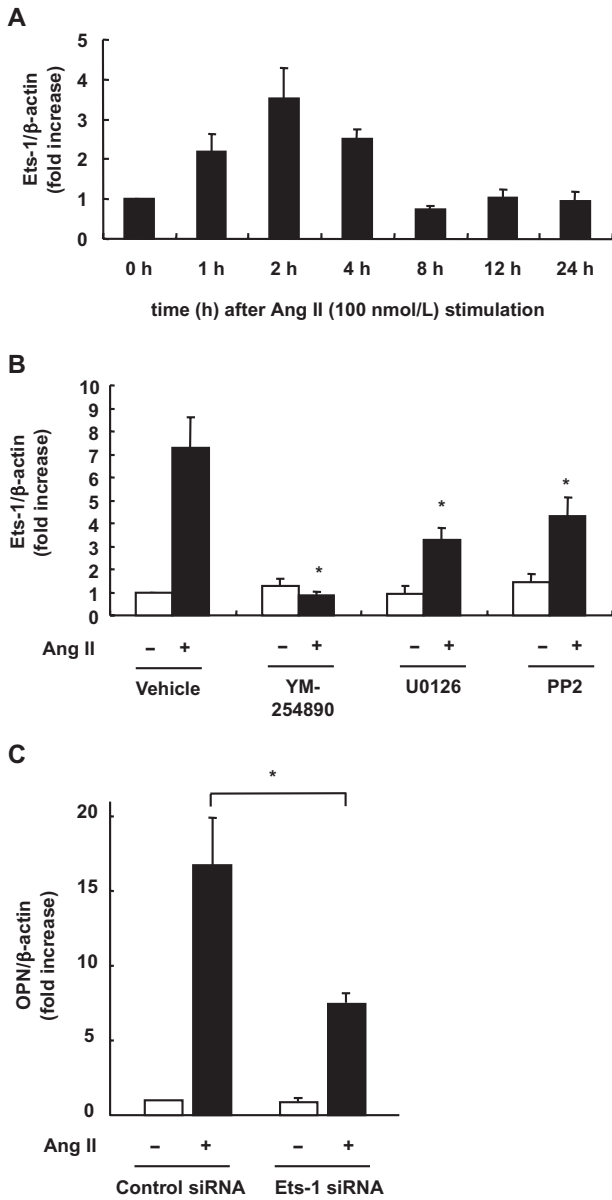 A
Ets-1/β-actin
(fold increase)
5
4
3
2
1
0
0 h 1 h 2 h 4 h 8 h 12 h 24 h
time (h) after Ang II (100 nmol/L) stimulation
B
Ets-1/β-actin
(fold increase)
10
9
8
7
6
5
4
3
2
1
0
* * *
Ang II – + – + – + – +
Vehicle YM-254890 U0126 PP2
C
OPN/β-actin
(fold increase)
20
15
10
5
0
*
Ang II – + – +
Control siRNA Ets-1 siRNA